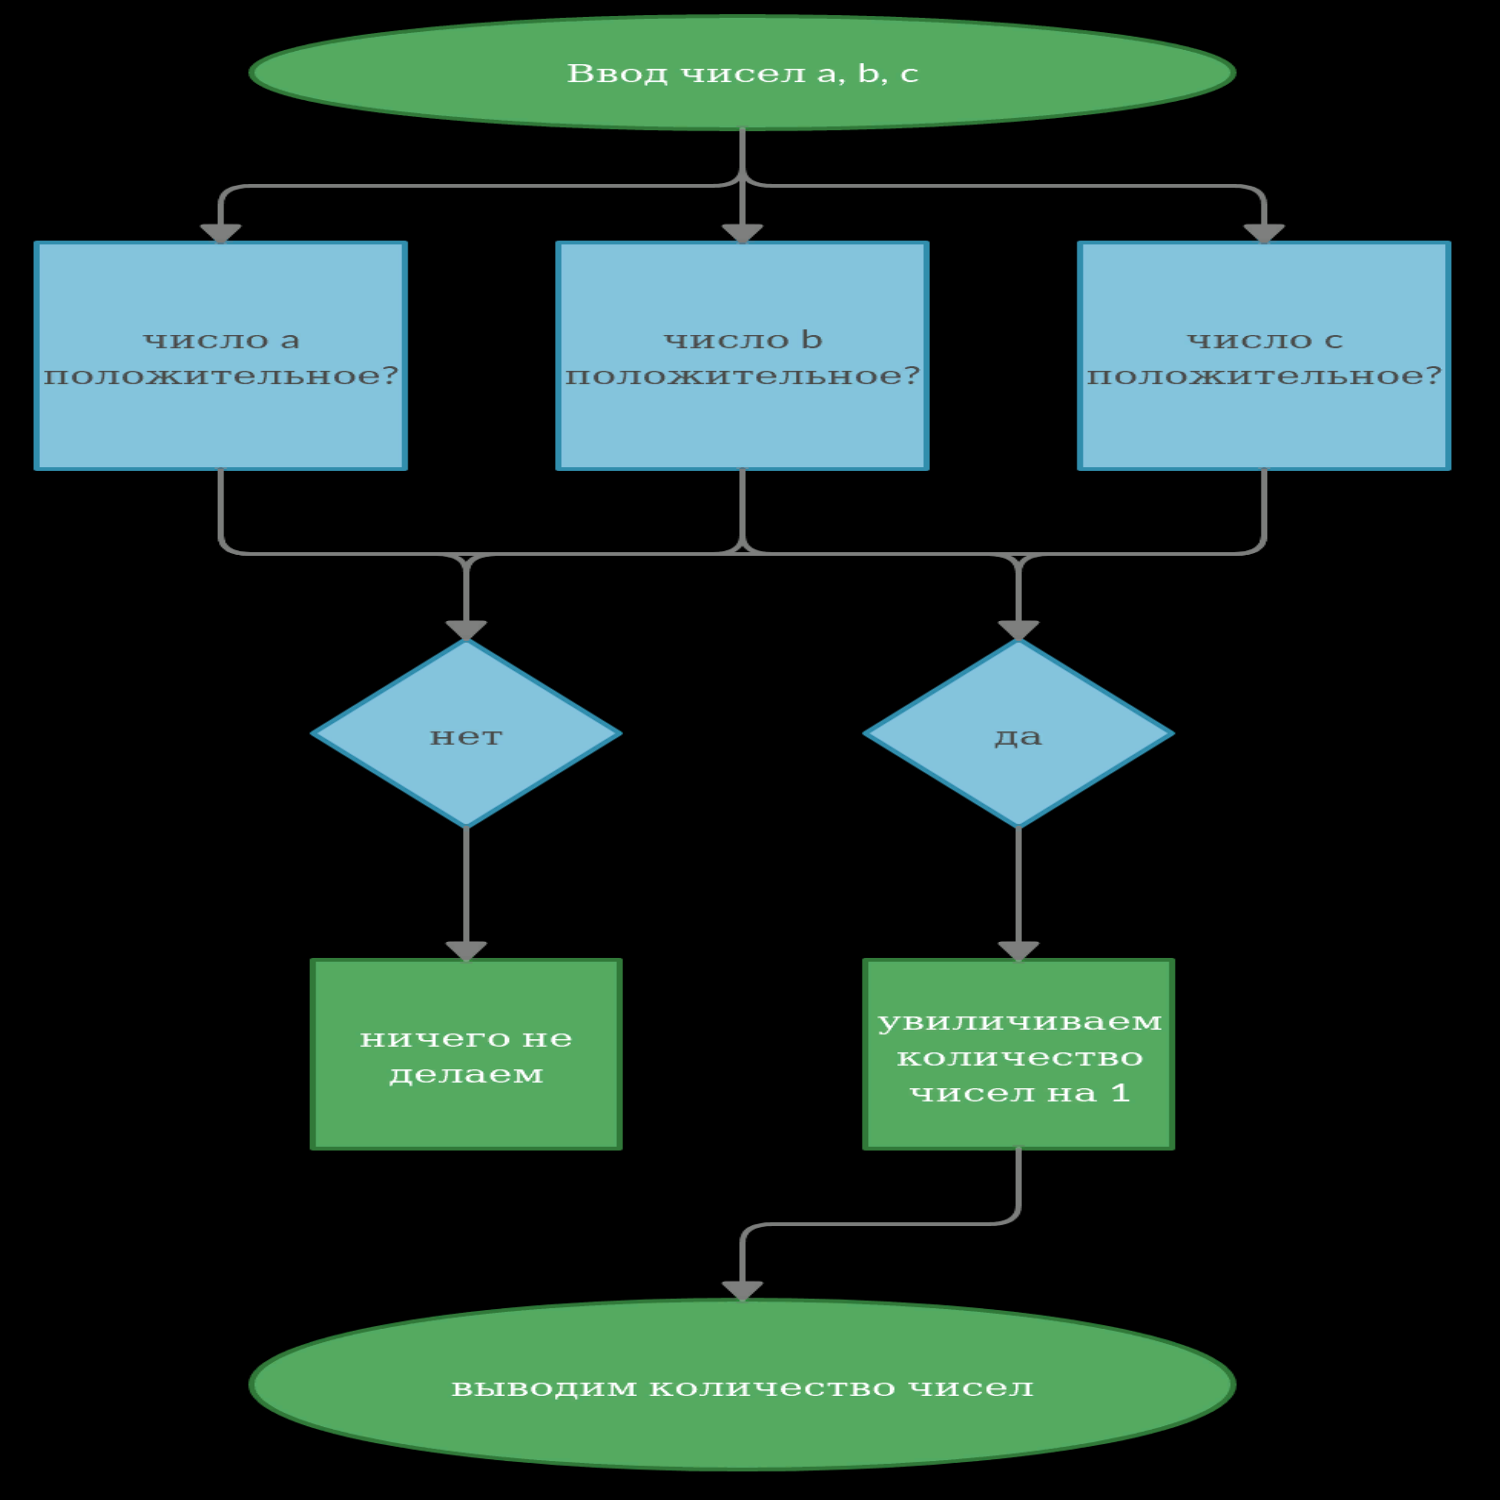 Ввод чисел a, b, c
число a
положительное?
число b
положительное?
число c
положительное?
нет
да
ничего не
делаем
увиличиваем
количество
чисел на 1
выводим количество чисел